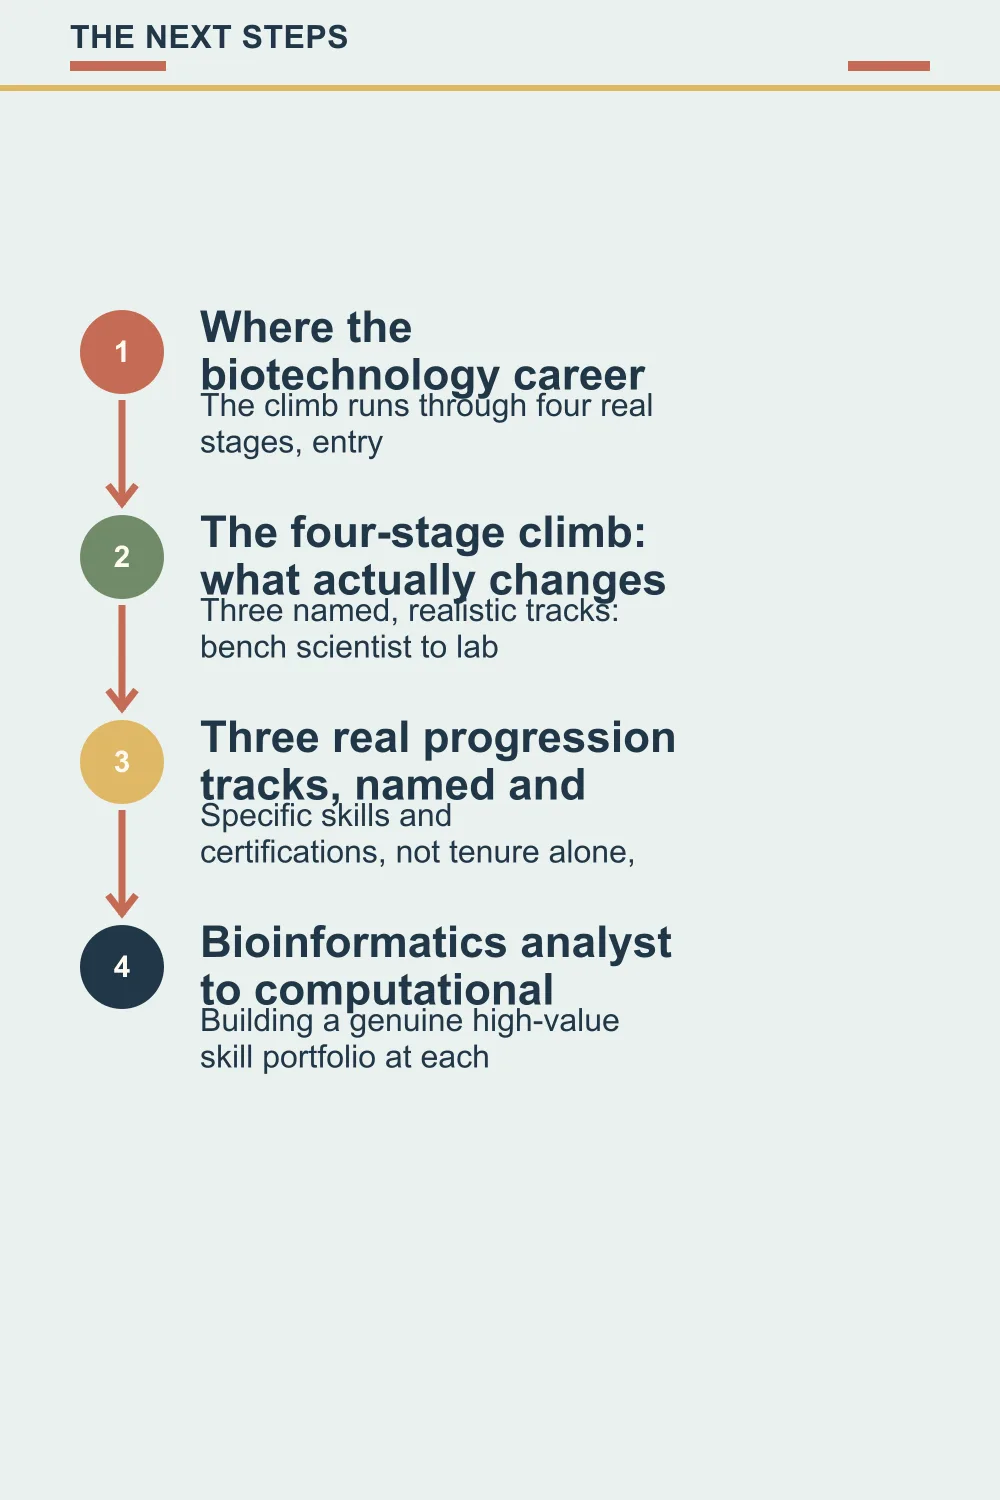 THE NEXT STEPS
1
Where the
biotechnology career
The climb runs through four real
stages, entry
2
The four-stage climb:
what actually changes
Three named, realistic tracks:
bench scientist to lab
3
Three real progression
tracks, named and
Specific skills and
certifications, not tenure alone,
4
Bioinformatics analyst
to computational
Building a genuine high-value
skill portfolio at each